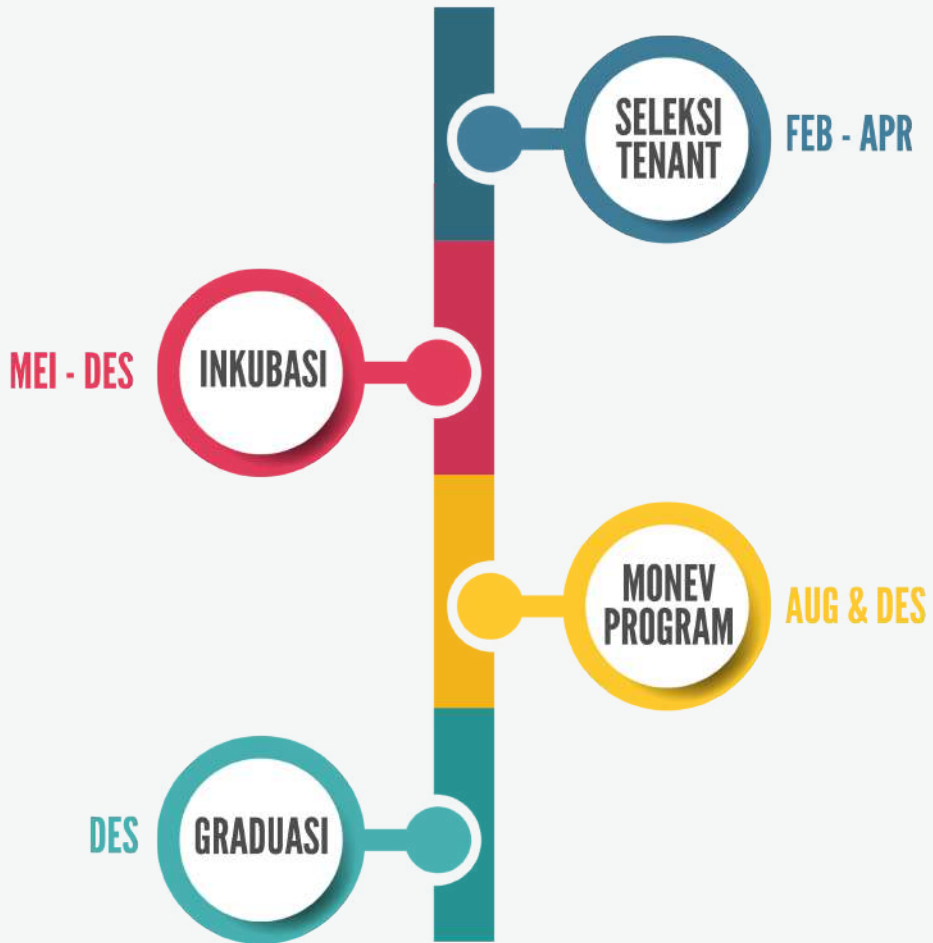 SELEKSI
TENANT
FEB - APR
MEI - DES
INKUBASI
MONEV
PROGRAM
AUG & DES
DES
GRADUASI